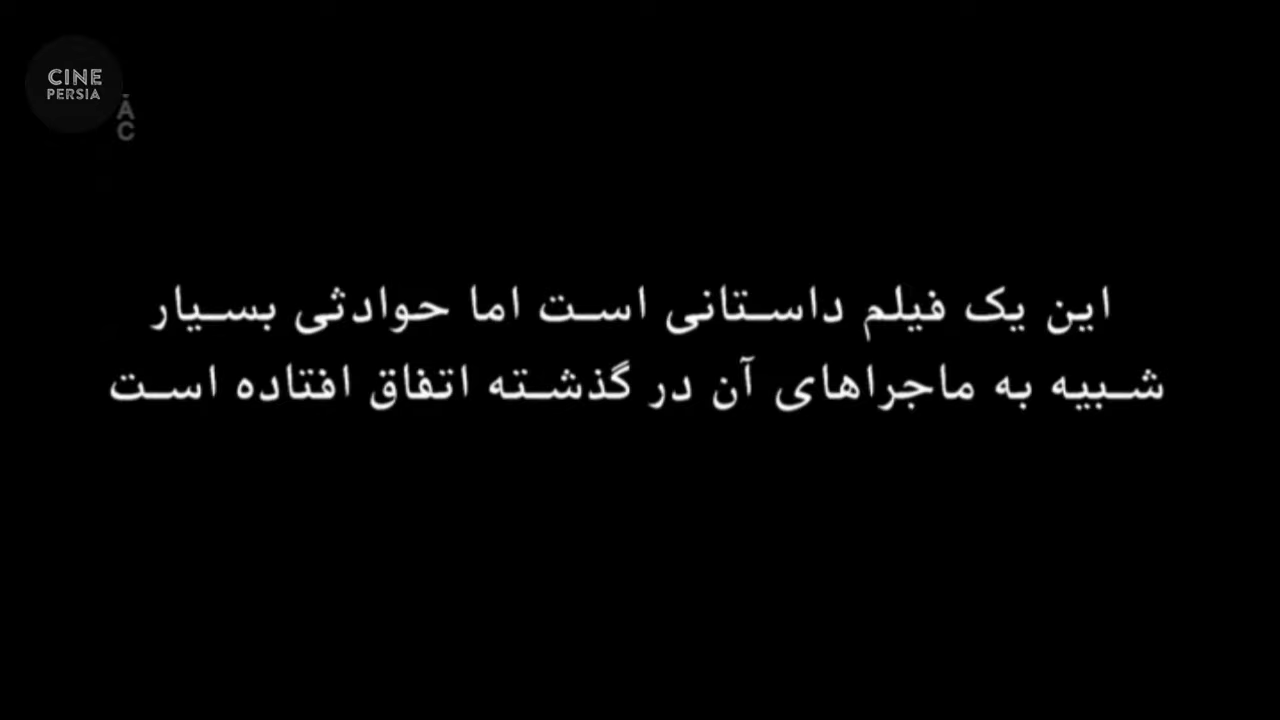 CINE
PERSIA
ĀC
این یک فیلم داستانی است اما حوادثی بسیار
شبیه به ماجراهای آن در گذشته اتفاق افتاده است